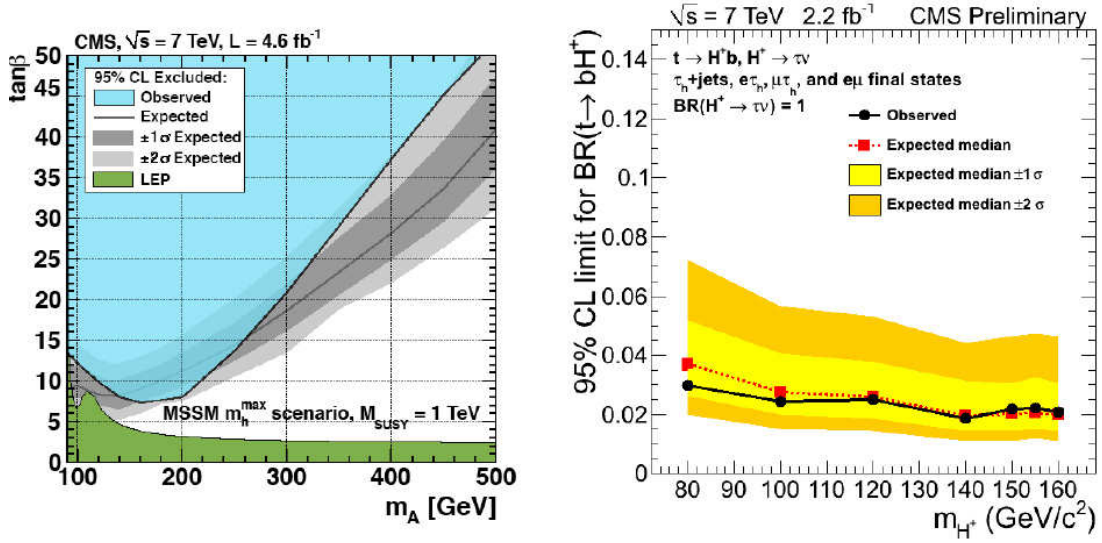 CMS, √s = 7 TeV, L = 4.6 fb⁻¹
tanβ
50
45
40
35
30
25
20
15
10
5
0
95% CL Excluded:
Observed
Expected
±1σ Expected
±2σ Expected
LEP
MSSM m_h^max scenario, M_SUSY = 1 TeV
100 200 300 400 500
m_A [GeV]
√s = 7 TeV 2.2 fb⁻¹ CMS Preliminary
95% CL limit for BR(t→ bH⁺)
0.14
0.12
0.1
0.08
0.06
0.04
0.02
0
t → H⁺b, H⁺ → τν
τ_h+jets, eτ_h, μτ_h, and eμ final states
BR(H⁺ → τν) = 1
Observed
Expected median
Expected median ±1 σ
Expected median ±2 σ
80 90 100 110 120 130 140 150 160
m_H⁺ (GeV/c²)